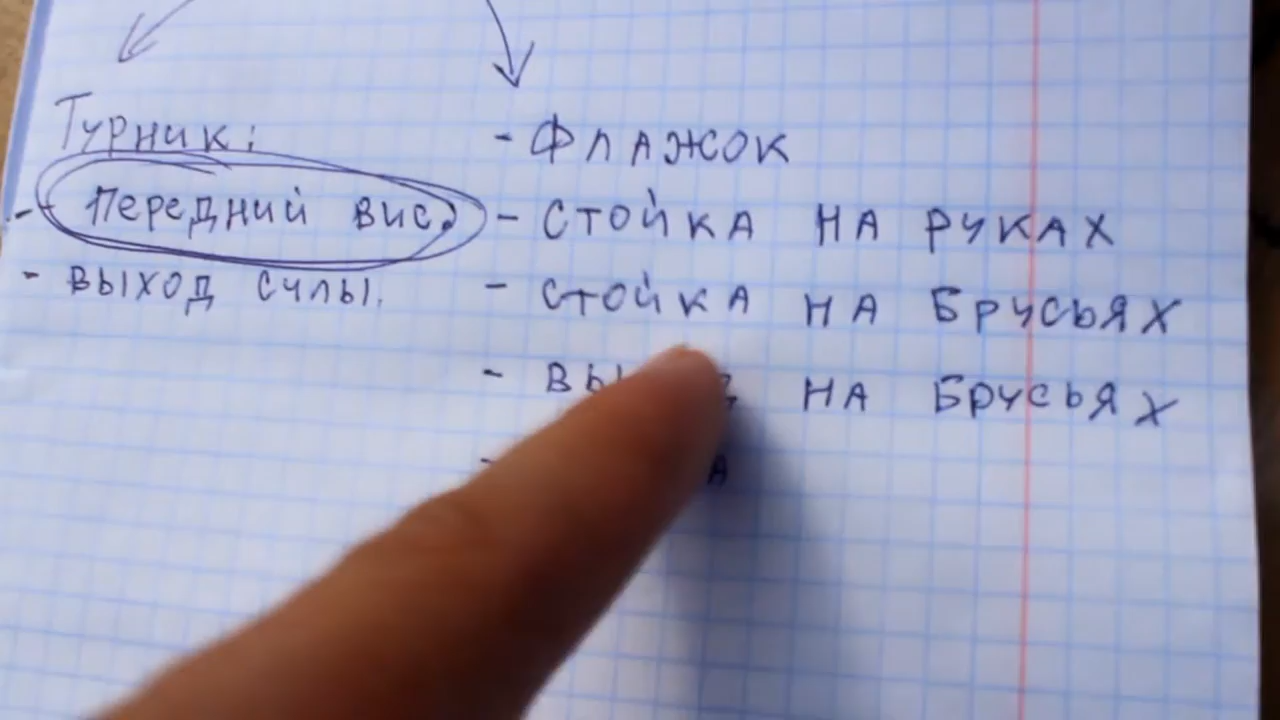 Турник:
- Передний вис.
- выход силы.
- Флажок
- стойка на руках
- стойка на брусьях
- на брусьях